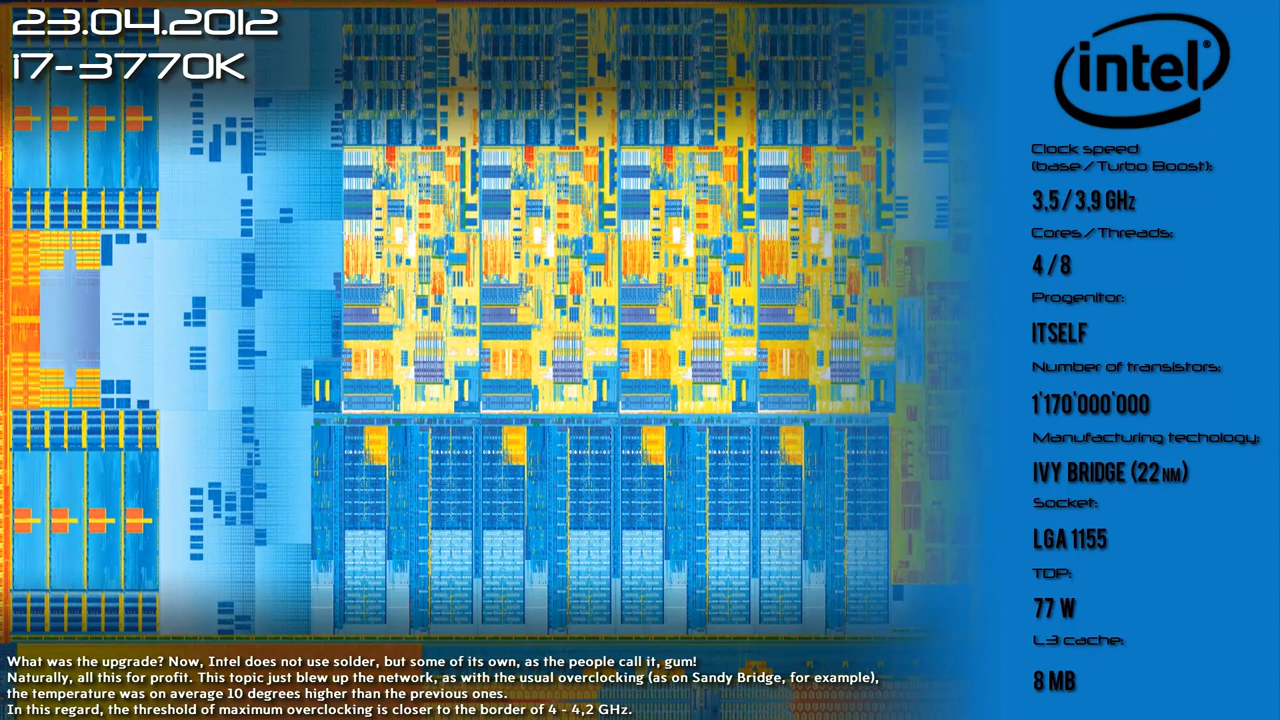 23.04.2012
i7-3770K
intel®
Clock speed
(base/Turbo Boost):
3,5 / 3,9 GHz
Cores/Threads:
4 / 8
Progenitor:
ITSELF
Number of transistors:
1'170'000'000
Manufacturing techology:
IVY BRIDGE (22 NM)
Socket:
LGA 1155
TDP:
77 W
L3 cache:
8 MB
What was the upgrade? Now, Intel does not use solder, but some of its own, as the people call it, gum!
Naturally, all this for profit. This topic just blew up the network, as with the usual overclocking (as on Sandy Bridge, for example),
the temperature was on average 10 degrees higher than the previous ones.
In this regard, the threshold of maximum overclocking is closer to the border of 4 - 4,2 GHz.